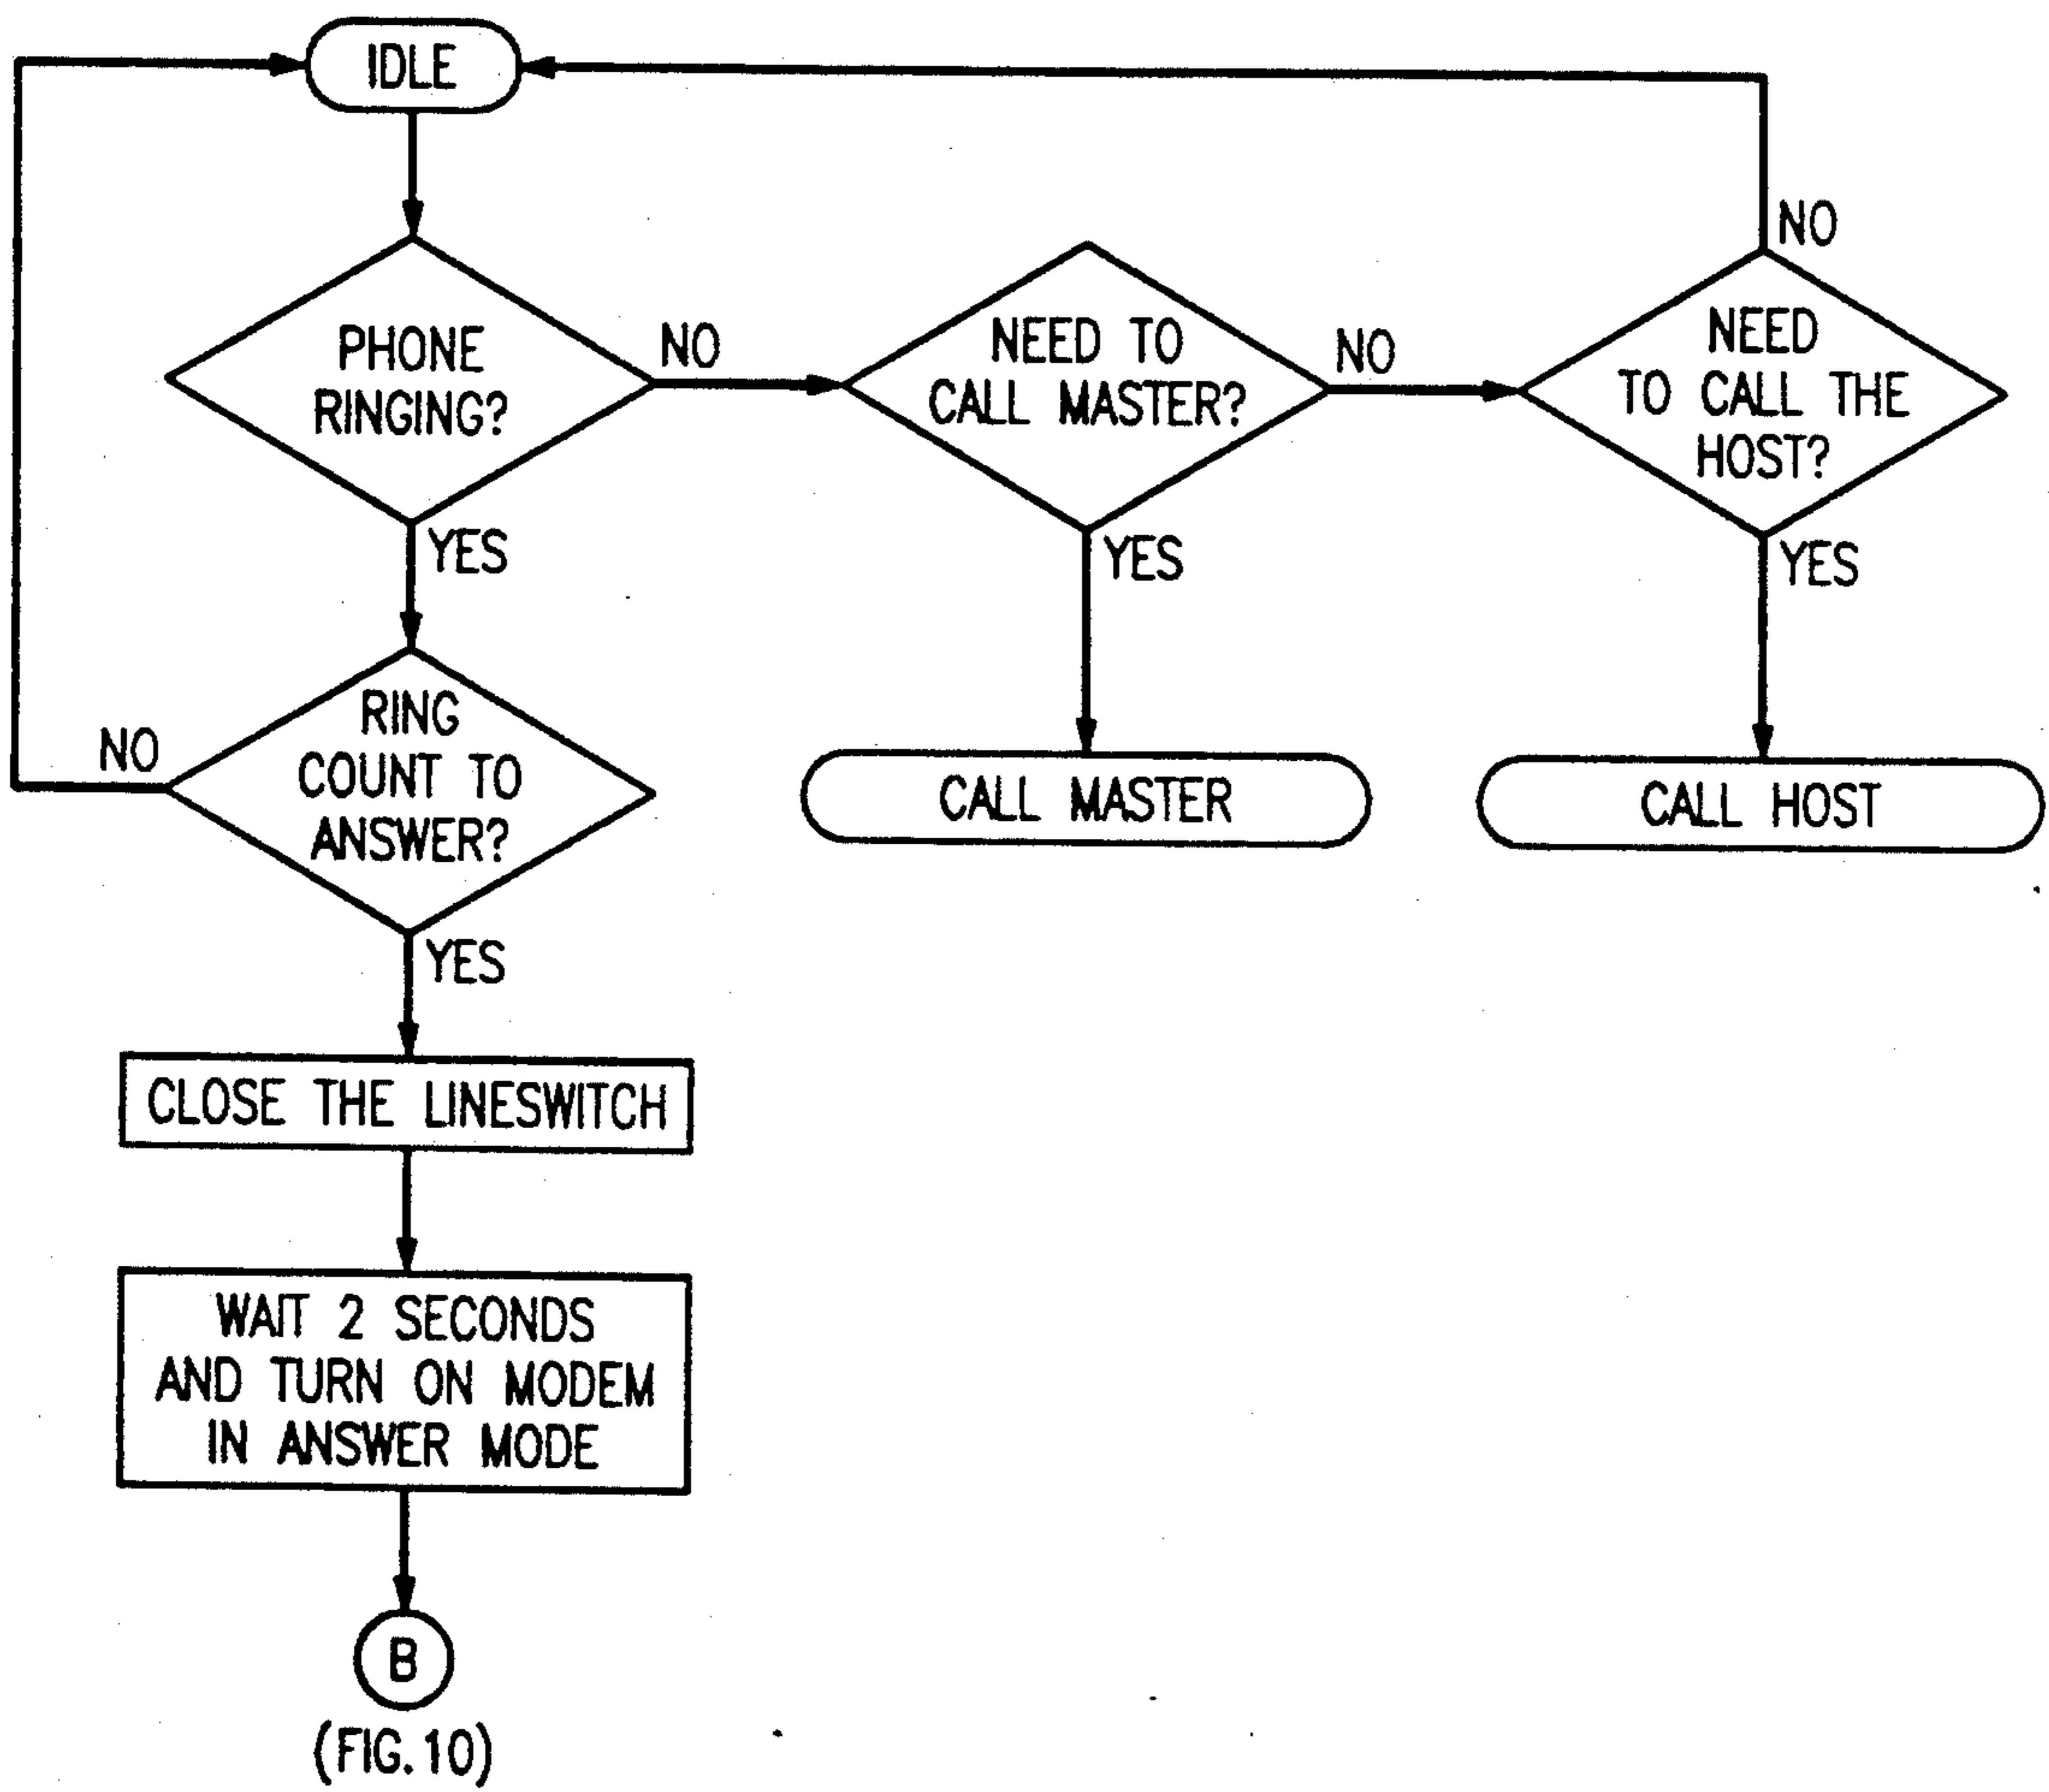 IDLE
NO
PHONE
RINGING?
NO
NEED TO
CALL MASTER?
NO
NEED
TO CALL THE
HOST?
YES
YES
YES
RING
COUNT TO
ANSWER?
NO
CALL MASTER
CALL HOST
YES
CLOSE THE LINESWITCH
WAIT 2 SECONDS
AND TURN ON MODEM
IN ANSWER MODE
B
(FIG. 10)